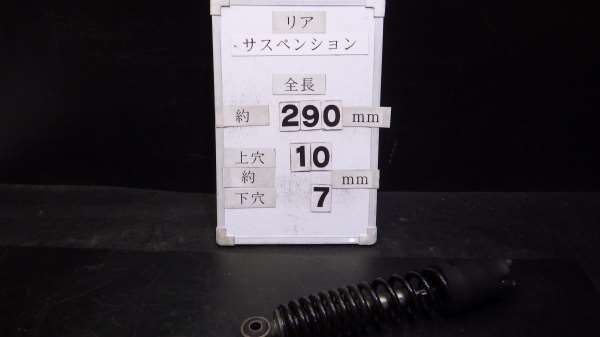 リア
サスペンション
全長
約 290 mm
上穴 10
約 mm
下穴 7